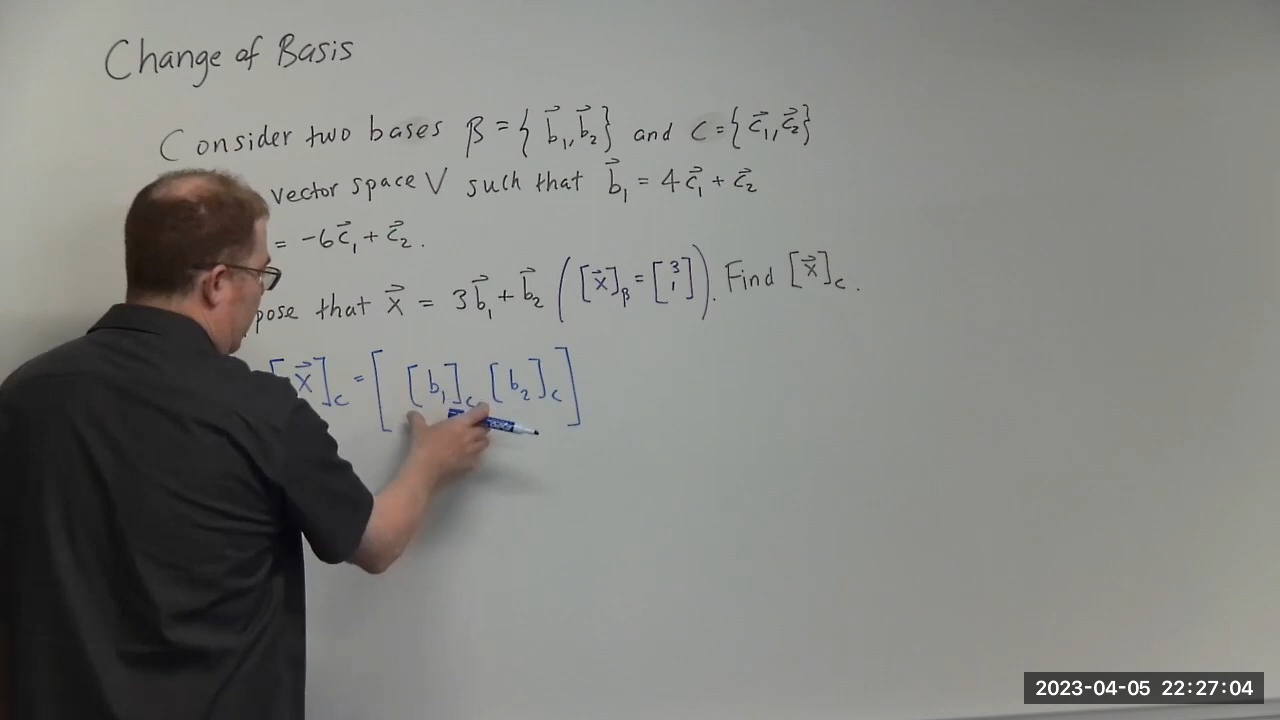 Change of Basis
Consider two bases β = { b⃗₁, b⃗₂ } and C = { c⃗₁, c⃗₂ }
vector space V such that b⃗₁ = 4c⃗₁ + c⃗₂
= -6c⃗₁ + c⃗₂.
pose that x⃗ = 3b⃗₁ + b⃗₂ ( [x⃗]β = [3 1] ). Find [x⃗]c.
[x⃗]c = [ [b₁]c [b₂]c ]
2023-04-05 22:27:04